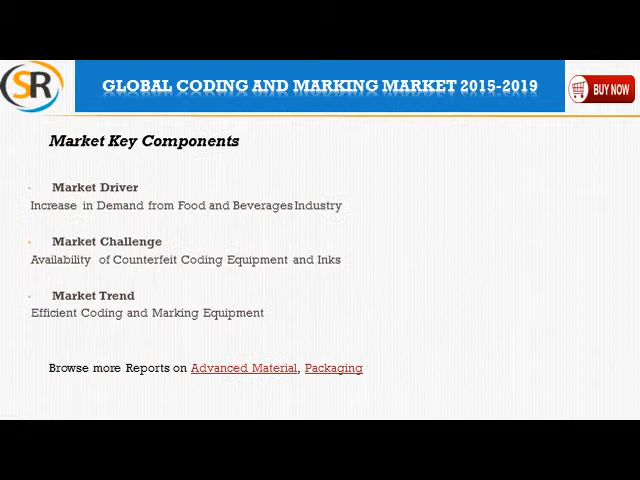 SR
GLOBAL CODING AND MARKING MARKET 2015-2019
BUY NOW
Market Key Components
Market Driver
Increase in Demand from Food and Beverages Industry
Market Challenge
Availability of Counterfeit Coding Equipment and Inks
Market Trend
Efficient Coding and Marking Equipment
Browse more Reports on Advanced Material, Packaging